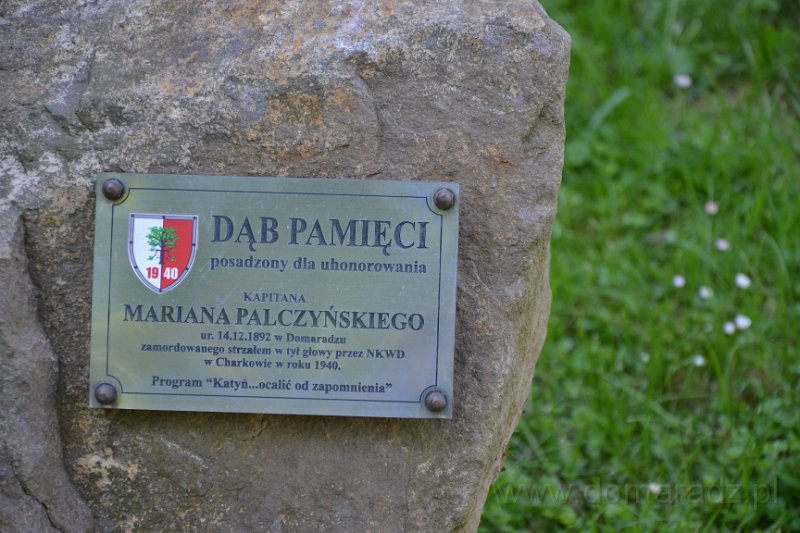 DĄB PAMIĘCI
posadzony dla uhonorowania
19 40
KAPITANA
MARIANA PALCZYŃSKIEGO
ur. 14.12.1892 w Domaradzu
zamordowanego strzałem w tył głowy przez NKWD
w Charkowie w roku 1940.
Program "Katyń...ocalić od zapomnienia"
www.domaradz.pl